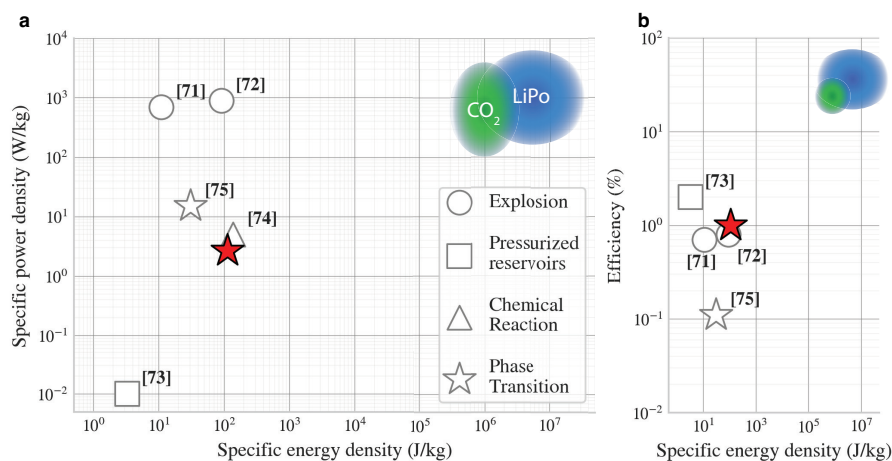 a
10⁴
10³
10²
10¹
10⁰
10⁻¹
10⁻²
Specific power density (W/kg)
[71]
[72]
[75]
[74]
[73]
CO₂
LiPo
Explosion
Pressurized
reservoirs
Chemical
Reaction
Phase
Transition
10⁰
10¹
10²
10³
10⁴
10⁵
10⁶
10⁷
Specific energy density (J/kg)
b
10²
10¹
10⁰
10⁻¹
10⁻²
Efficiency (%)
[73]
[71]
[72]
[75]
10¹
10³
10⁵
10⁷
Specific energy density (J/kg)